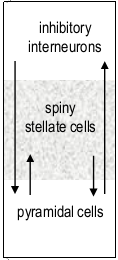 inhibitory
interneurons
spiny
stellate cells
pyramidal cells